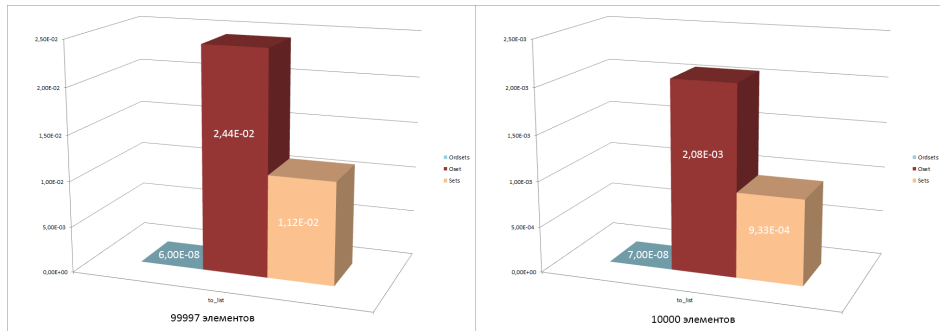 2,50E-02
2,00E-02
1,50E-02
1,00E-02
5,00E-03
0,00E+00
2,44E-02
1,12E-02
6,00E-08
Ordsets
Oset
Sets
to_list
99997 элементов
2,50E-03
2,00E-03
1,50E-03
1,00E-03
5,00E-04
0,00E+00
2,08E-03
9,33E-04
7,00E-08
Ordsets
Oset
Sets
to_list
10000 элементов